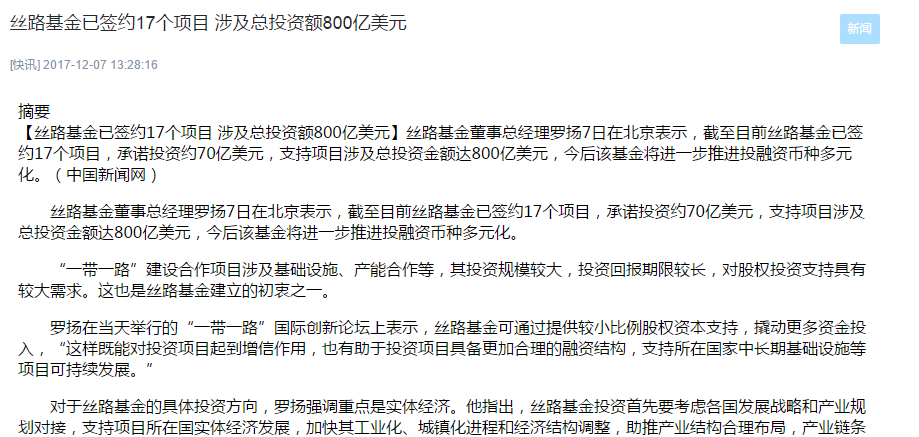 丝路基金已签约17个项目 涉及总投资额800亿美元
新闻
[快讯] 2017-12-07 13:28:16
摘要
【丝路基金已签约17个项目 涉及总投资额800亿美元】丝路基金董事总经理罗扬7日在北京表示，截至目前丝路基金已签
约17个项目，承诺投资约70亿美元，支持项目涉及总投资金额达800亿美元，今后该基金将进一步推进投融资币种多元
化。（中国新闻网）
丝路基金董事总经理罗扬7日在北京表示，截至目前丝路基金已签约17个项目，承诺投资约70亿美元，支持项目涉及
总投资金额达800亿美元，今后该基金将进一步推进投融资币种多元化。
“一带一路”建设合作项目涉及基础设施、产能合作等，其投资规模较大，投资回报期限较长，对股权投资支持具有
较大需求。这也是丝路基金建立的初衷之一。
罗扬在当天举行的“一带一路”国际创新论坛上表示，丝路基金可通过提供较小比例股权资本支持，撬动更多资金投
入，“这样既能对投资项目起到增信作用，也有助于投资项目具备更加合理的融资结构，支持所在国家中长期基础设施等
项目可持续发展。”
对于丝路基金的具体投资方向，罗扬强调重点是实体经济。他指出，丝路基金投资首先要考虑各国发展战略和产业规
划对接，支持项目所在国实体经济发展，加快其工业化、城镇化进程和经济结构调整，助推产业结构合理布局，产业链条